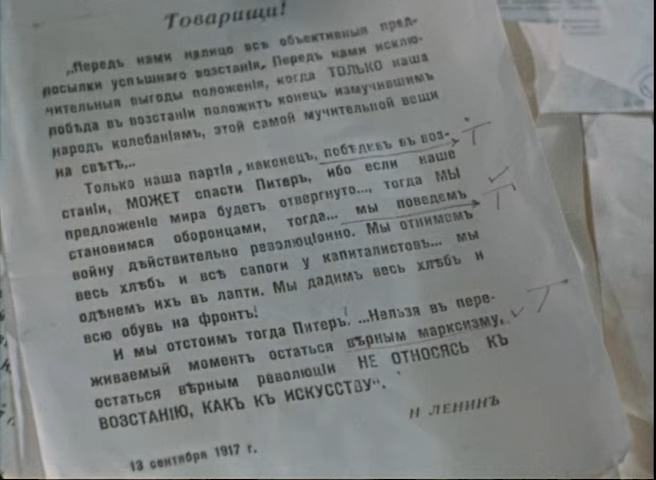 Товарищи!
„Передъ нами налицо всѣ объективныя пред-
посылки успѣшнаго возстанія. Передъ нами исклю-
чительныя выгоды положенія, когда ТОЛЬКО наша
побѣда въ возстаніи положитъ конецъ измучившимъ
народъ колебаніямъ, этой самой мучительной вещи
на свѣтѣ...
Только наша партія, наконецъ, побѣдивъ въ воз-
станіи, МОЖЕТ спасти Питеръ, ибо если наше
предложеніе мира будетъ отвергнуто..., тогда МЫ
становимся оборонцами, тогда... мы поведемъ
войну дѣйствительно революціонно. Мы отнимемъ
весь хлѣбъ и всѣ сапоги у капиталистовъ... мы
одѣнемъ ихъ въ лапти. Мы дадимъ весь хлѣбъ и
всю обувь на фронтъ!
И мы отстоимъ тогда Питеръ. ...Нельзя въ пере-
живаемый моментъ остаться вѣрнымъ марксизму,
остаться вѣрнымъ революціи НЕ ОТНОСЯСЬ КЪ
ВОЗСТАНІЮ, КАКЪ КЪ ИСКУССТВУ“.
Н ЛЕНИНЪ
13 сентября 1917 г.